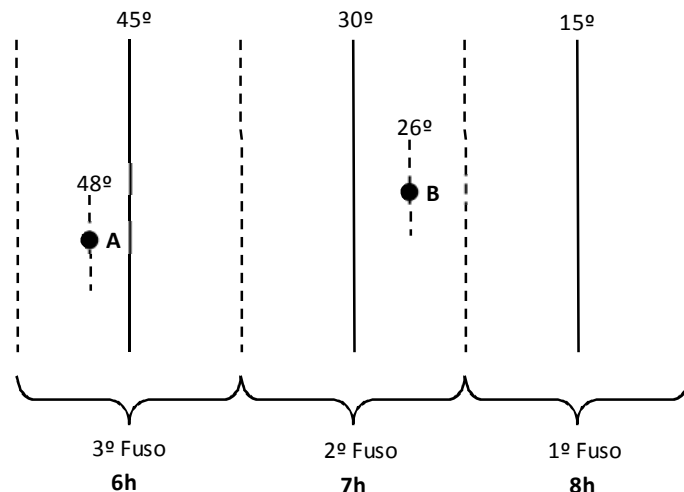 45º 30º 15º
26º
48º
B
A
3º Fuso 2º Fuso 1º Fuso
6h 7h 8h